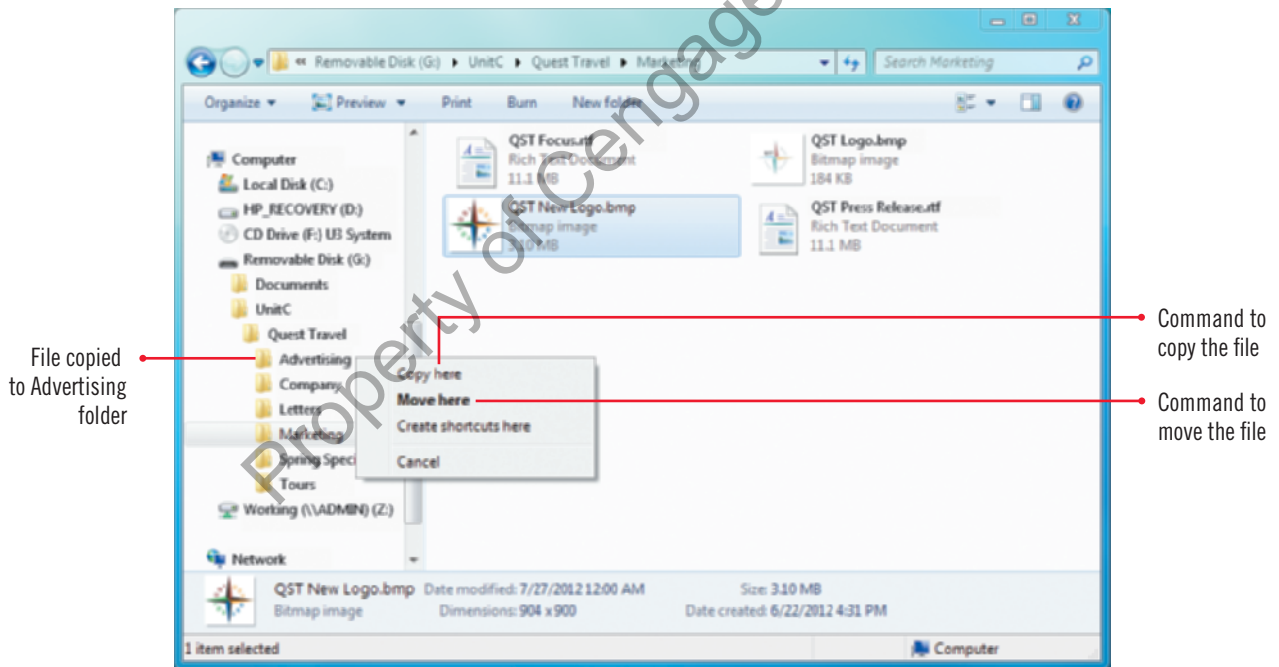 « Removable Disk (G:) ▸ UnitC ▸ Quest Travel ▸ Marketing
Search Marketing
Organize Preview Print Burn New folder
Computer
Local Disk (C:)
HP_RECOVERY (D:)
CD Drive (F:) U3 System
Removable Disk (G:)
Documents
UnitC
Quest Travel
Advertising
Company
Letters
Marketing
Spring Speci
Tours
Working (\\ADMIN) (Z:)
Network
QST Focus.rtf
Rich Text Document
11.1 MB
QST Logo.bmp
Bitmap image
184 KB
QST New Logo.bmp
Bitmap image
3.10 MB
QST Press Release.rtf
Rich Text Document
11.1 MB
Copy here
Move here
Create shortcuts here
Cancel
File copied
to Advertising
folder
Command to
copy the file
Command to
move the file
QST New Logo.bmp Date modified: 7/27/2012 12:00 AM Size: 3.10 MB
Bitmap image Dimensions: 904 x 900 Date created: 6/22/2012 4:31 PM
1 item selected
Computer
Property of Cengage